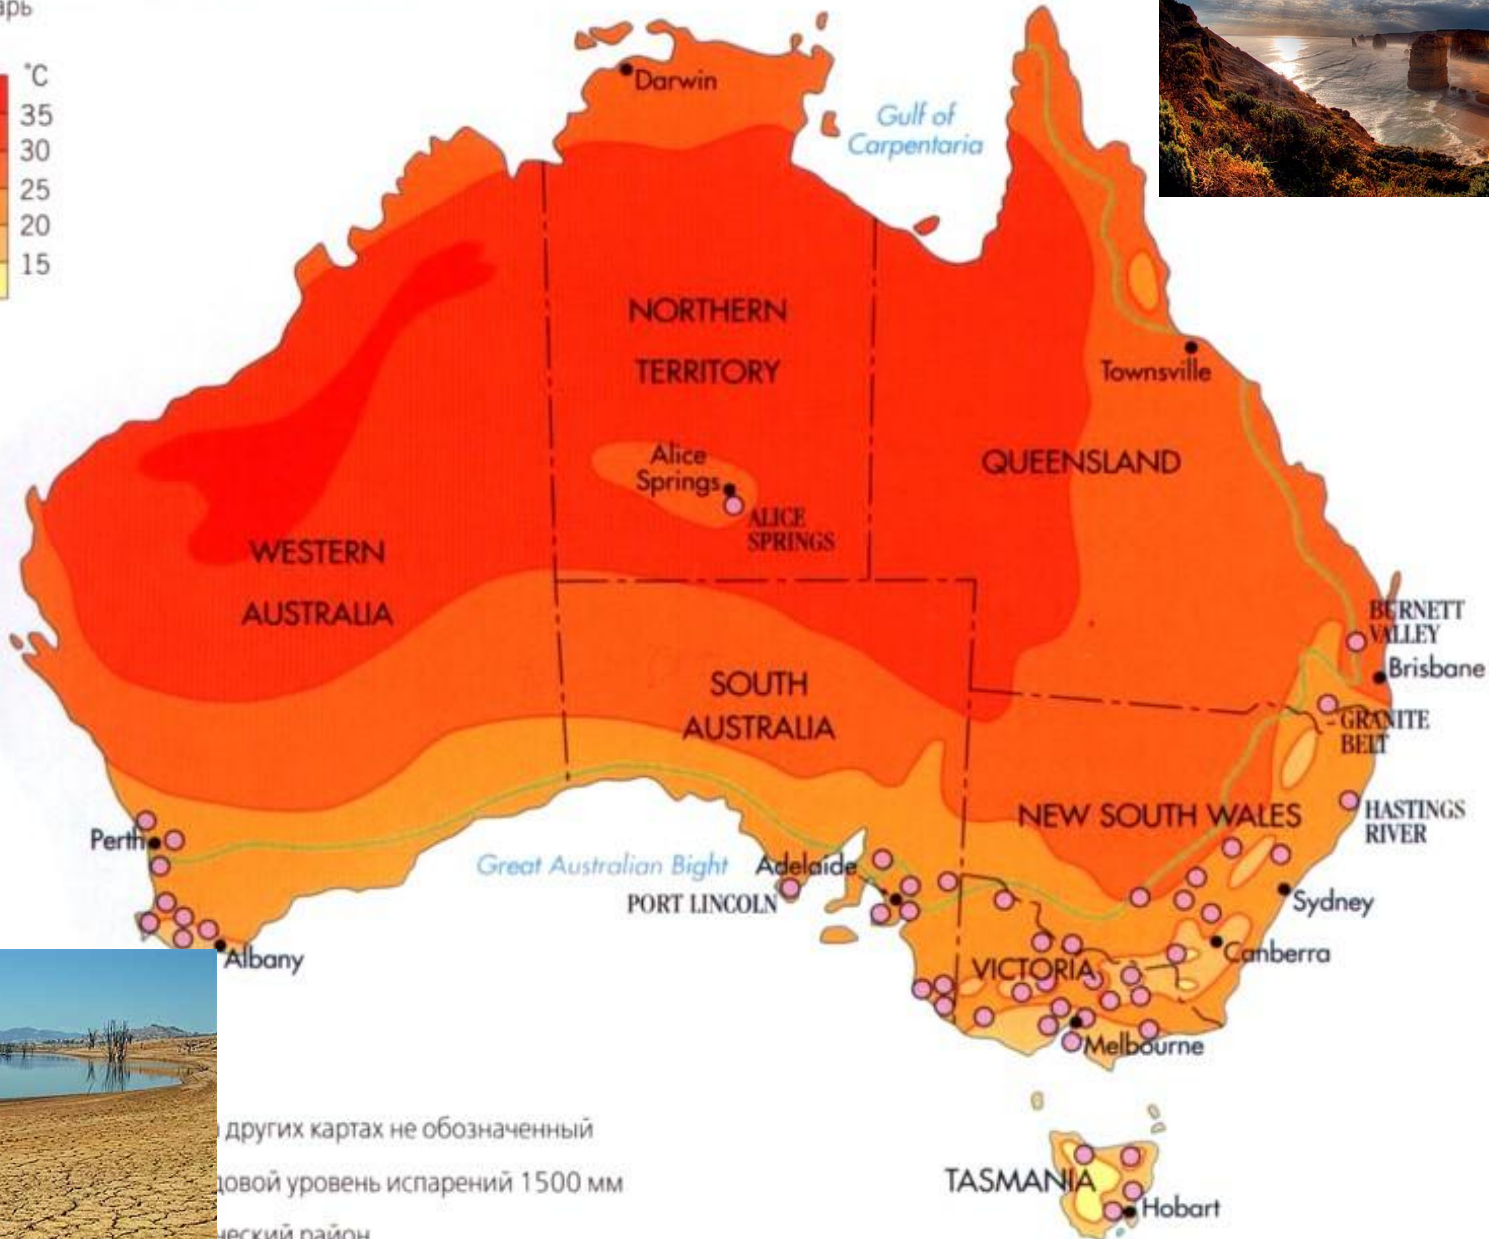 °C
35
30
25
20
15
Darwin
Gulf of
Carpentaria
NORTHERN
TERRITORY
Townsville
Alice
Springs
QUEENSLAND
ALICE
SPRINGS
WESTERN
AUSTRALIA
BURNETT
VALLEY
Brisbane
SOUTH
AUSTRALIA
GRANITE
BELT
NEW SOUTH WALES
HASTINGS
RIVER
Perth
Great Australian Bight
Adelaide
PORT LINCOLN
Sydney
Albany
Canberra
VICTORIA
Melbourne
других картах не обозначенный
TASMANIA
уровень испарений 1500 мм
Hobart
район